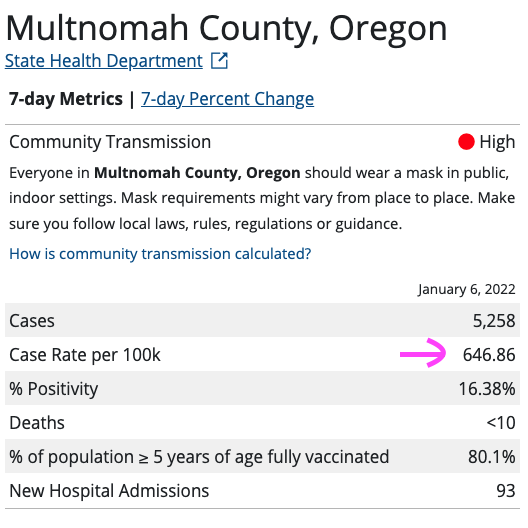 Multnomah County, Oregon
State Health Department
7-day Metrics | 7-day Percent Change
Community Transmission High
Everyone in Multnomah County, Oregon should wear a mask in public,
indoor settings. Mask requirements might vary from place to place. Make
sure you follow local laws, rules, regulations or guidance.
How is community transmission calculated?
January 6, 2022
Cases 5,258
Case Rate per 100k 646.86
% Positivity 16.38%
Deaths <10
% of population ≥ 5 years of age fully vaccinated 80.1%
New Hospital Admissions 93